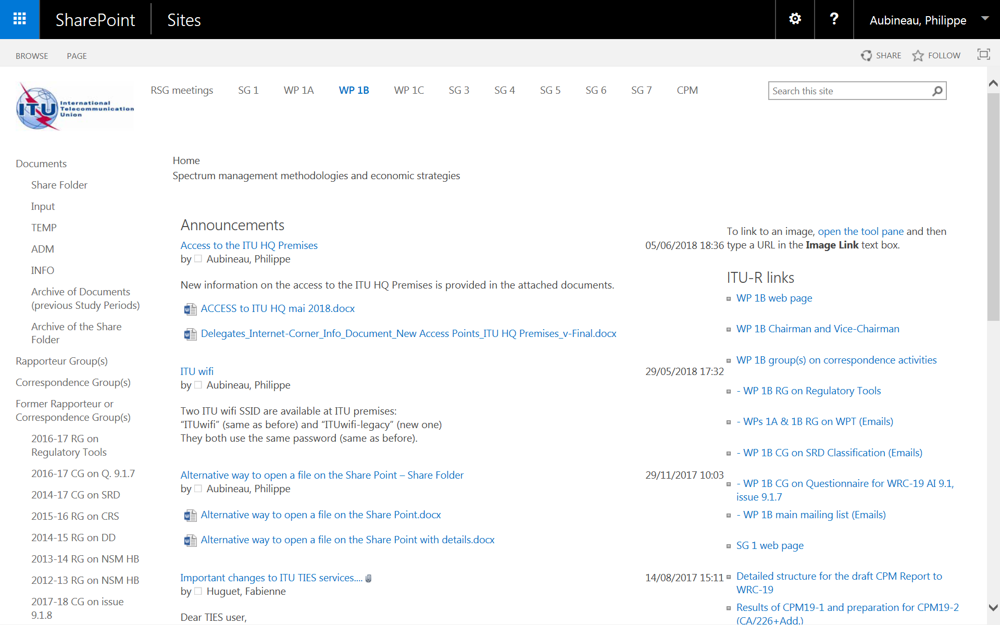 SharePoint
Sites
?
Aubineau, Philippe
BROWSE
PAGE
SHARE
FOLLOW
ITU
International
Telecommunication
Union
RSG meetings
SG 1
WP 1A
WP 1B
WP 1C
SG 3
SG 4
SG 5
SG 6
SG 7
CPM
Search this site
Documents
Share Folder
Input
TEMP
ADM
INFO
Archive of Documents
(previous Study Periods)
Archive of the Share
Folder
Rapporteur Group(s)
Correspondence Group(s)
Former Rapporteur or
Correspondence Group(s)
2016-17 RG on
Regulatory Tools
2016-17 CG on Q. 9.1.7
2014-17 CG on SRD
2015-16 RG on CRS
2014-15 RG on DD
2013-14 RG on NSM HB
2012-13 RG on NSM HB
2017-18 CG on issue
9.1.8
Home
Spectrum management methodologies and economic strategies
Announcements
Access to the ITU HQ Premises
05/06/2018 18:36
by Aubineau, Philippe
New information on the access to the ITU HQ Premises is provided in the attached documents.
ACCESS to ITU HQ mai 2018.docx
Delegates_Internet-Corner_Info_Document_New Access Points_ITU HQ Premises_v-Final.docx
ITU wifi
29/05/2018 17:32
by Aubineau, Philippe
Two ITU wifi SSID are available at ITU premises:
“ITUwifi” (same as before) and “ITUwifi-legacy” (new one)
They both use the same password (same as before).
Alternative way to open a file on the Share Point – Share Folder
29/11/2017 10:03
by Aubineau, Philippe
Alternative way to open a file on the Share Point.docx
Alternative way to open a file on the Share Point with details.docx
Important changes to ITU TIES services....
14/08/2017 15:11
by Huguet, Fabienne
Dear TIES user,
To link to an image, open the tool pane and then
type a URL in the Image Link text box.
ITU-R links
WP 1B web page
WP 1B Chairman and Vice-Chairman
WP 1B group(s) on correspondence activities
- WP 1B RG on Regulatory Tools
- WPs 1A & 1B RG on WPT (Emails)
- WP 1B CG on SRD Classification (Emails)
- WP 1B CG on Questionnaire for WRC-19 AI 9.1,
issue 9.1.7
- WP 1B main mailing list (Emails)
SG 1 web page
Detailed structure for the draft CPM Report to
WRC-19
Results of CPM19-1 and preparation for CPM19-2
(CA/226+Add.)